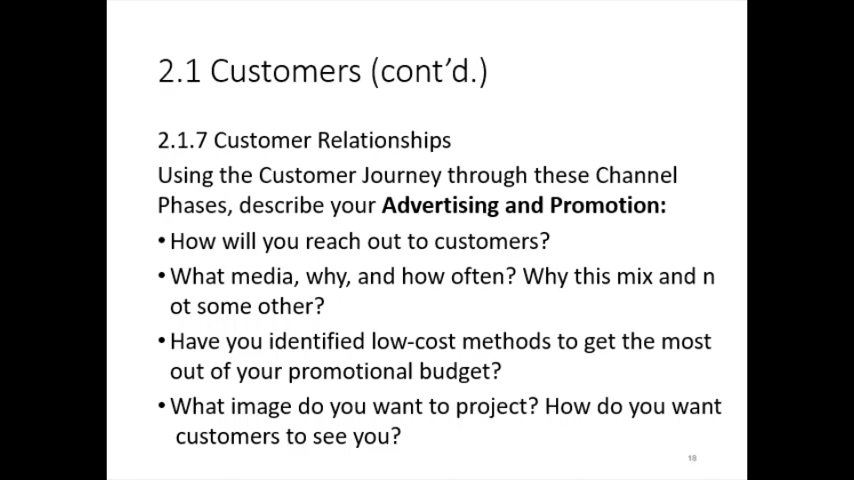 2.1 Customers (cont'd.)
2.1.7 Customer Relationships
Using the Customer Journey through these Channel
Phases, describe your Advertising and Promotion:
•How will you reach out to customers?
•What media, why, and how often? Why this mix and n
ot some other?
•Have you identified low-cost methods to get the most
out of your promotional budget?
•What image do you want to project? How do you want
customers to see you?
18